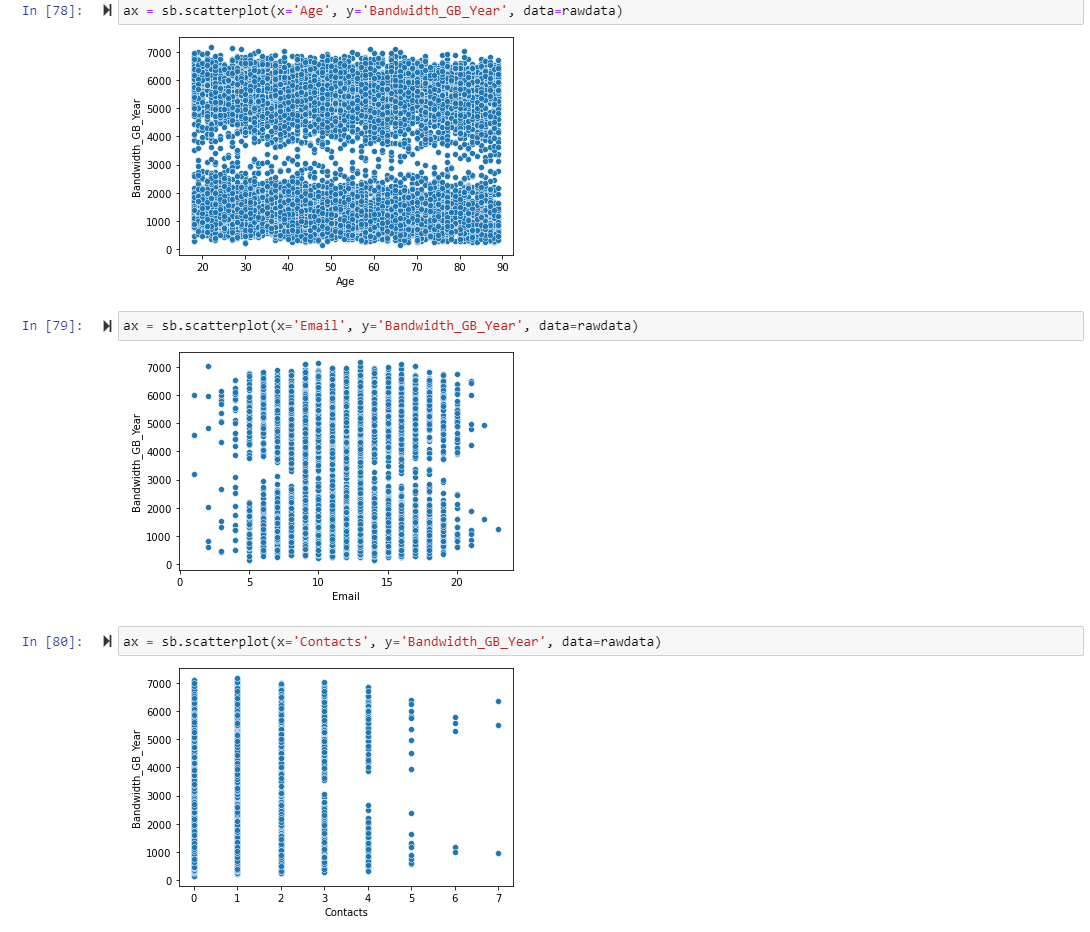 In [78]: ax = sb.scatterplot(x='Age', y='Bandwidth_GB_Year', data=rawdata)
7000
6000
5000
4000
3000
2000
1000
0
Bandwidth_GB_Year
20 30 40 50 60 70 80 90
Age
In [79]: ax = sb.scatterplot(x='Email', y='Bandwidth_GB_Year', data=rawdata)
7000
6000
5000
4000
3000
2000
1000
0
Bandwidth_GB_Year
0 5 10 15 20
Email
In [80]: ax = sb.scatterplot(x='Contacts', y='Bandwidth_GB_Year', data=rawdata)
7000
6000
5000
4000
3000
2000
1000
0
Bandwidth_GB_Year
0 1 2 3 4 5 6 7
Contacts